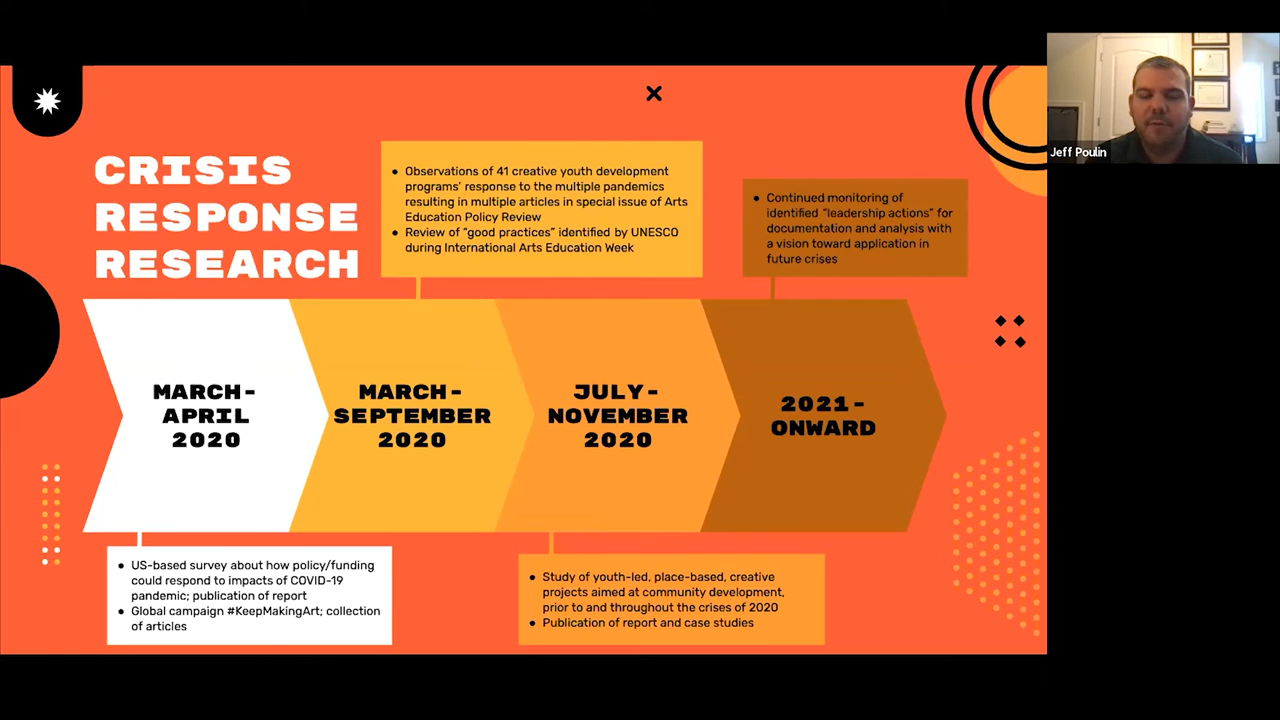 CRISIS
RESPONSE
RESEARCH
• Observations of 41 creative youth development
programs' response to the multiple pandemics
resulting in multiple articles in special issue of Arts
Education Policy Review
• Review of “good practices” identified by UNESCO
during International Arts Education Week
• Continued monitoring of
identified “leadership actions” for
documentation and analysis with
a vision toward application in
future crises
Jeff Poulin
MARCH-
APRIL
2020
MARCH-
SEPTEMBER
2020
JULY-
NOVEMBER
2020
2021-
ONWARD
• US-based survey about how policy/funding
could respond to impacts of COVID-19
pandemic; publication of report
• Global campaign #KeepMakingArt; collection
of articles
• Study of youth-led, place-based, creative
projects aimed at community development,
prior to and throughout the crises of 2020
• Publication of report and case studies